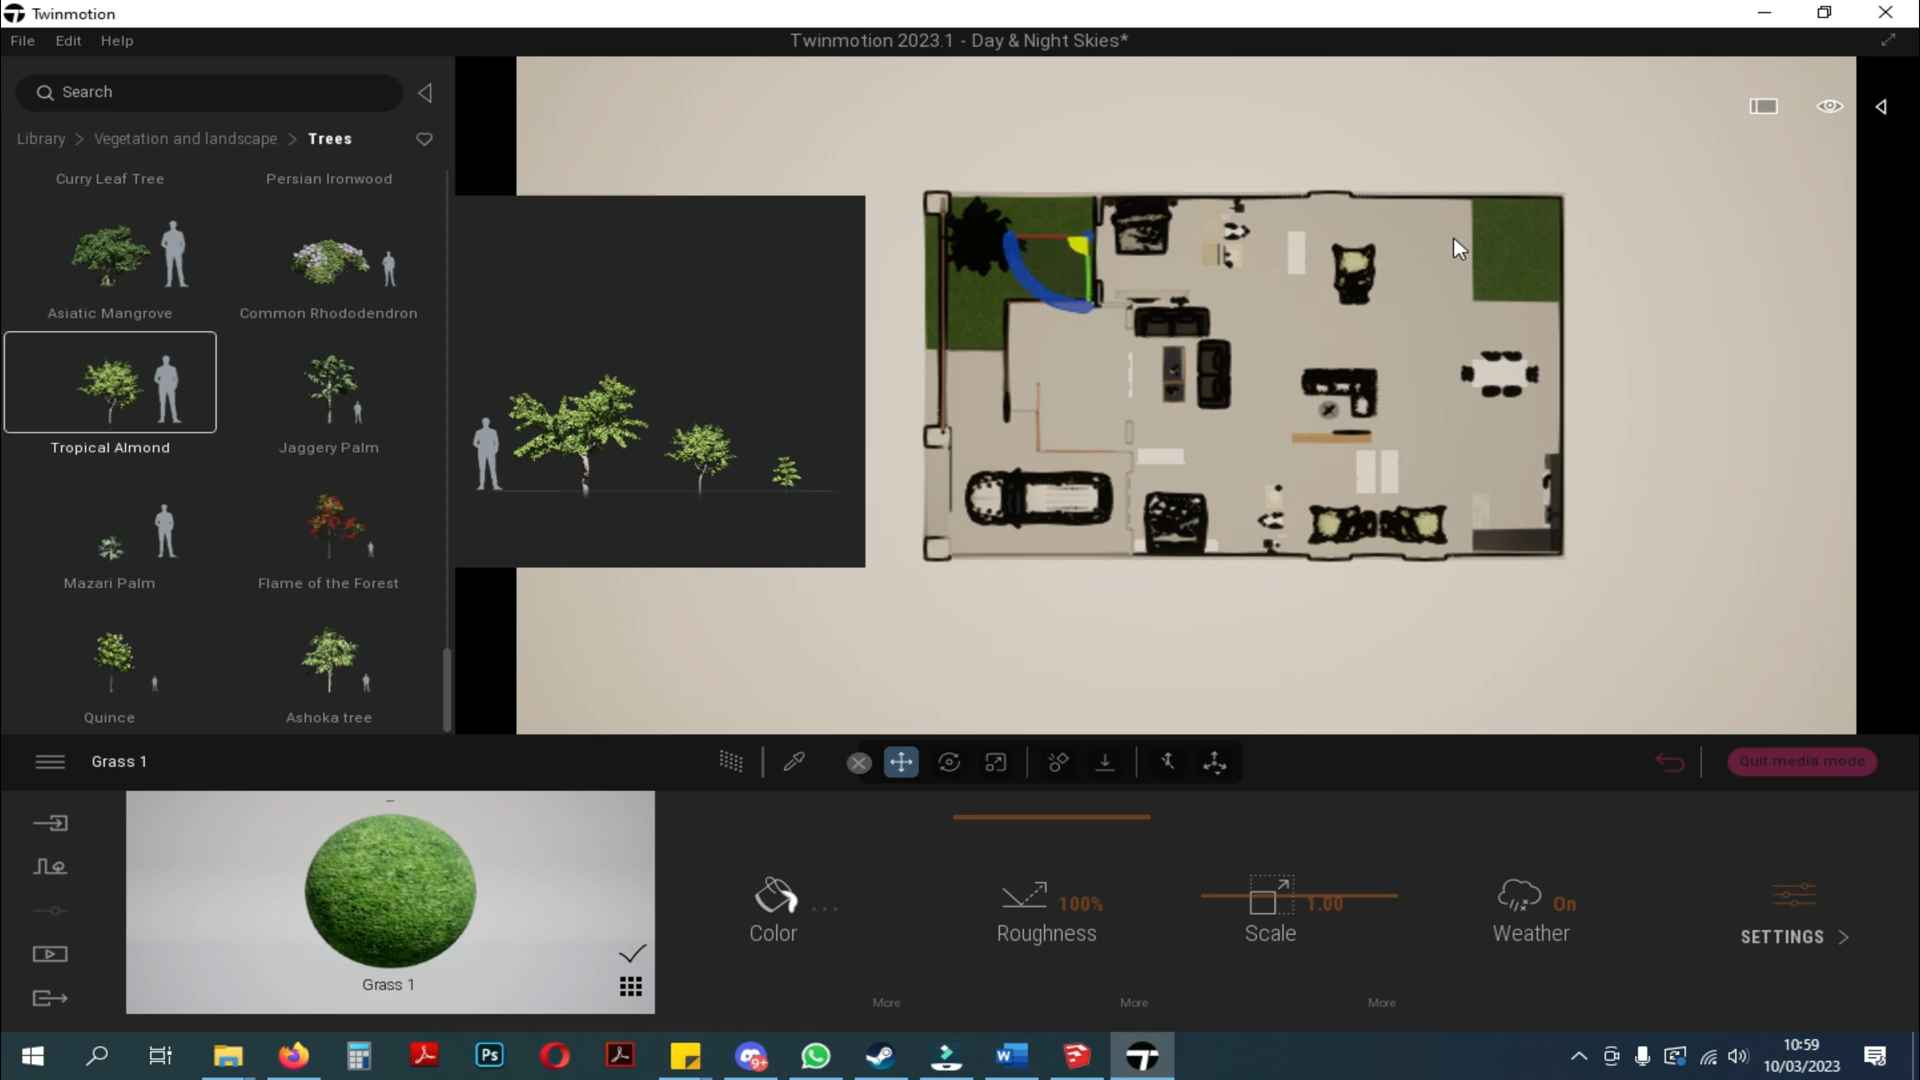 Twinmotion
File Edit Help
Twinmotion 2023.1 - Day & Night Skies*
Search
Library > Vegetation and landscape > Trees
Curry Leaf Tree
Persian Ironwood
Asiatic Mangrove
Common Rhododendron
Tropical Almond
Jaggery Palm
Mazari Palm
Flame of the Forest
Quince
Ashoka tree
Grass 1
Quit media mode
Grass 1
Color ...
Roughness 100%
Scale 1.00
Weather On
SETTINGS >
More
More
More
Ps
9+
W
10:59
10/03/2023